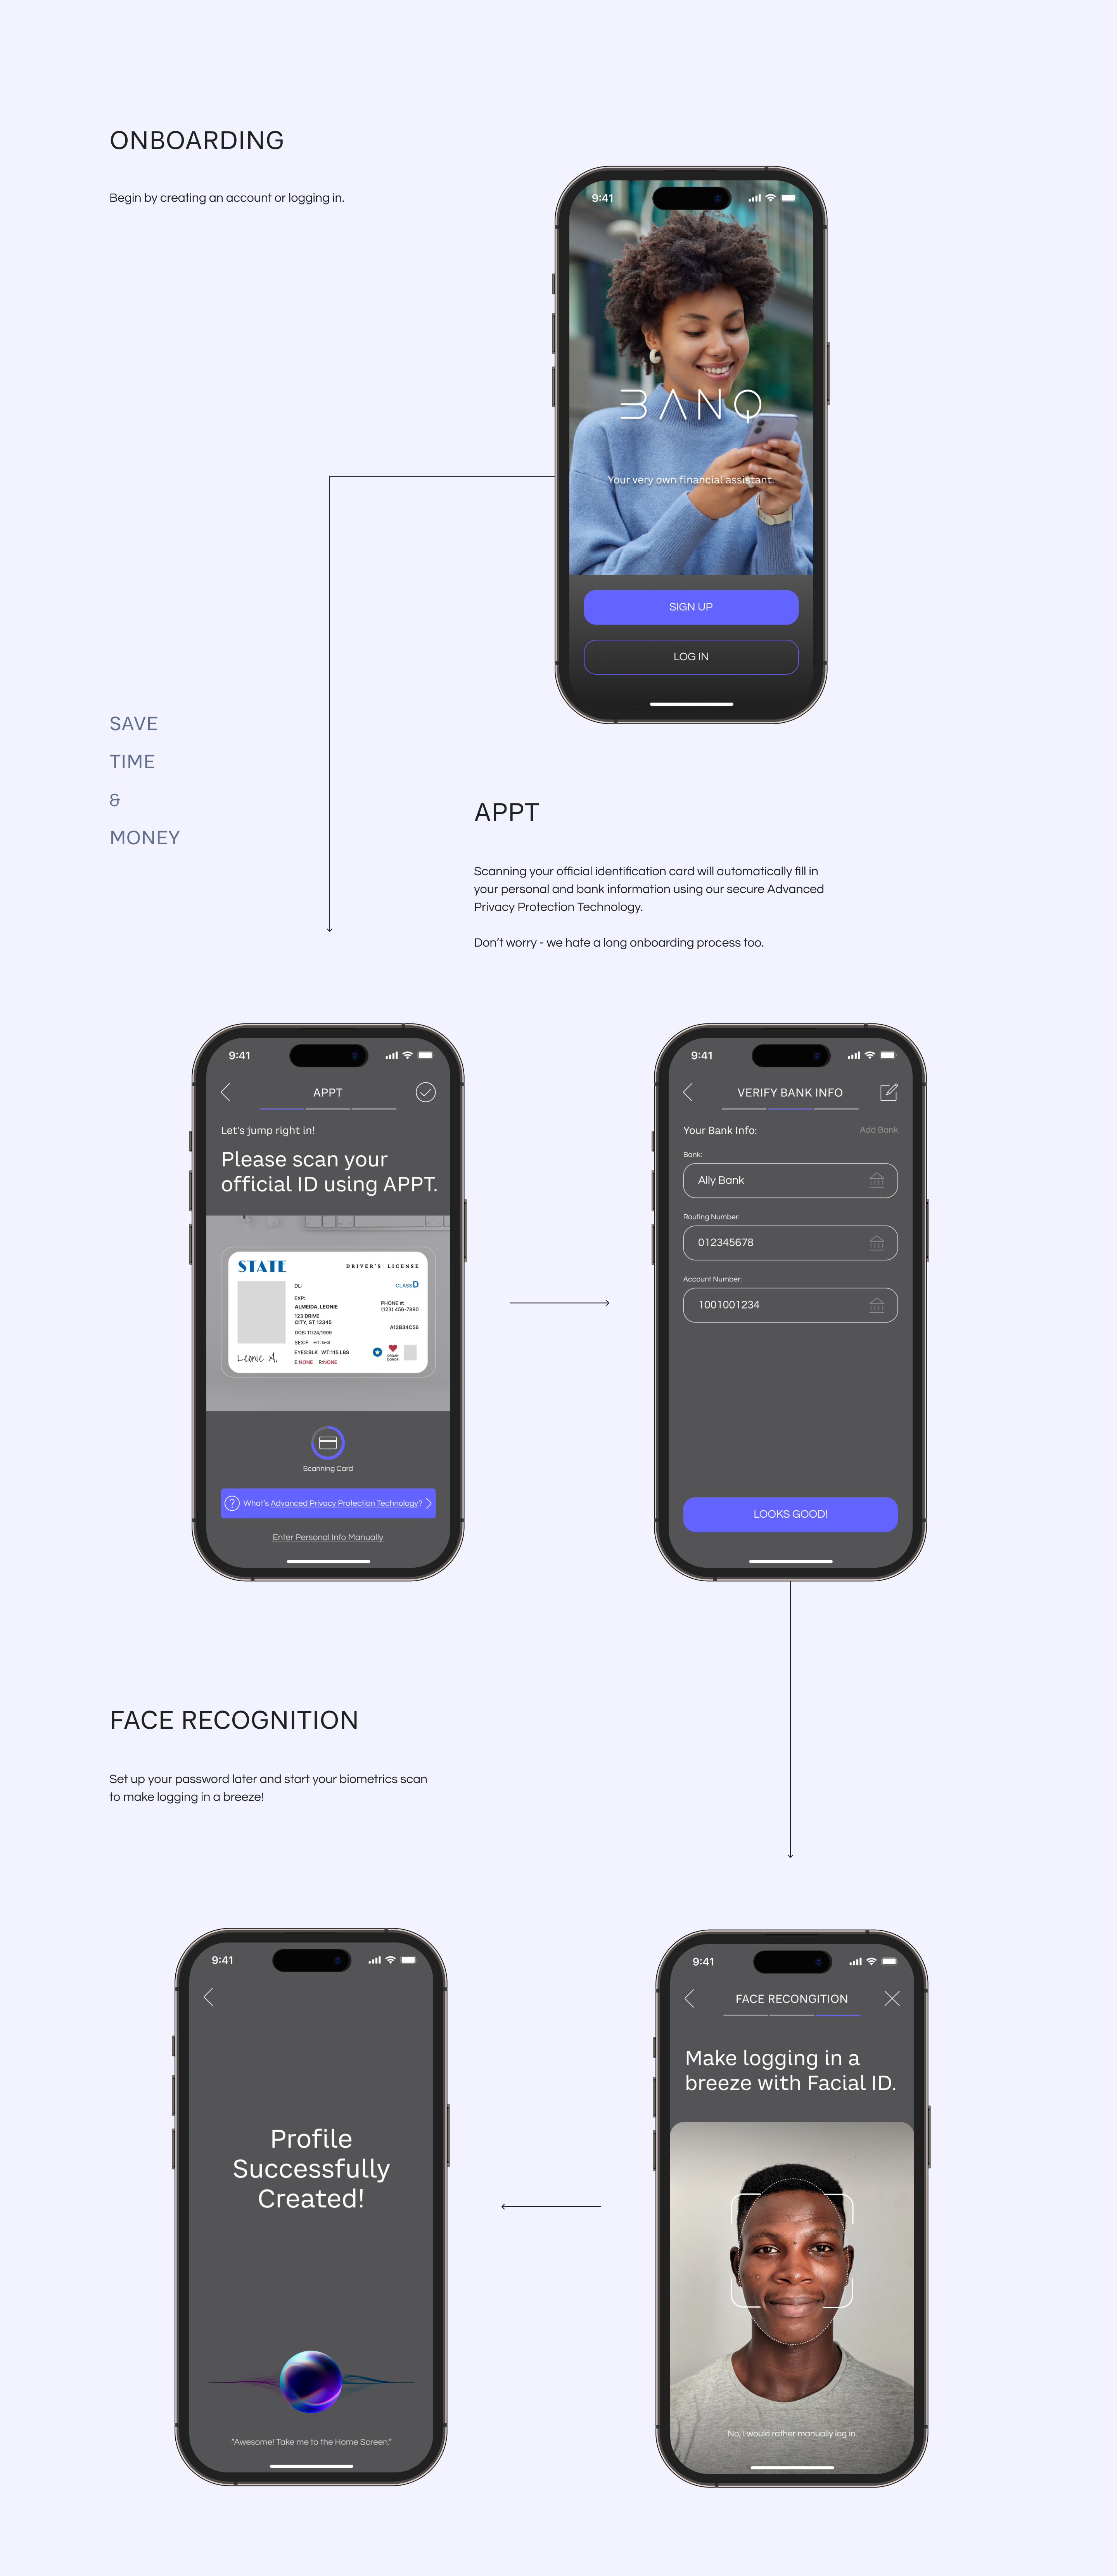 ONBOARDING
Begin by creating an account or logging in.
9:41
BANQ
Your very own financial assistant.
SIGN UP
LOG IN
SAVE
TIME
&
MONEY
APPT
Scanning your official identification card will automatically fill in
your personal and bank information using our secure Advanced
Privacy Protection Technology.
Don't worry - we hate a long onboarding process too.
9:41
APPT
Let's jump right in!
Please scan your
official ID using APPT.
STATE
DRIVER'S LICENSE
DL:
CLASS D
EXP:
ALMEIDA, LEONIE
PHONE #:
(123) 456-7890
123 DRIVE
CITY, ST 12345
A12B34C56
DOB: 11/24/1999
SEX:F HT: 5-3
EYES:BLK WT:115 LBS
E:NONE R:NONE
ORGAN
DONOR
Leonie A.
Scanning Card
? What's Advanced Privacy Protection Technology?
Enter Personal Info Manually
9:41
VERIFY BANK INFO
Your Bank Info:
Add Bank
Bank:
Ally Bank
Routing Number:
012345678
Account Number:
1001001234
LOOKS GOOD!
FACE RECOGNITION
Set up your password later and start your biometrics scan
to make logging in a breeze!
9:41
Profile
Successfully
Created!
"Awesome! Take me to the Home Screen."
9:41
FACE RECONGITION
Make logging in a
breeze with Facial ID.
No, I would rather manually log in.